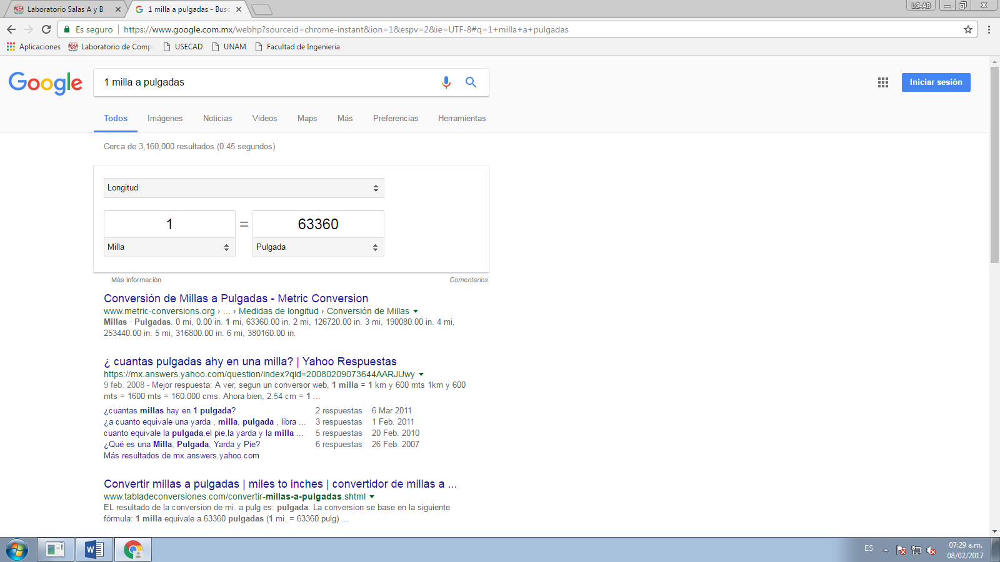 Laboratorio Salas A y B
1 milla a pulgadas - Busc
LC-AB
Es seguro
https://www.google.com.mx/webhp?sourceid=chrome-instant&ion=1&espv=2&ie=UTF-8#q=1+milla+a+pulgadas
Aplicaciones
Laboratorio de Comp
USECAD
UNAM
Facultad de Ingenieria
Google
1 milla a pulgadas
Iniciar sesión
Todos
Imágenes
Noticias
Videos
Maps
Más
Preferencias
Herramientas
Cerca de 3,160,000 resultados (0.45 segundos)
Longitud
1 = 63360
Milla
Pulgada
Más información
Comentarios
Conversión de Millas a Pulgadas - Metric Conversion
www.metric-conversions.org › ... › Medidas de longitud › Conversión de Millas
Millas · Pulgadas. 0 mi, 0.00 in. 1 mi, 63360.00 in. 2 mi, 126720.00 in. 3 mi, 190080.00 in. 4 mi,
253440.00 in. 5 mi, 316800.00 in. 6 mi, 380160.00 in.
¿ cuantas pulgadas ahy en una milla? | Yahoo Respuestas
https://mx.answers.yahoo.com/question/index?qid=20080209073644AARJUwy
9 feb. 2008 - Mejor respuesta: A ver, segun un conversor web, 1 milla = 1 km y 600 mts 1km y 600
mts = 1600 mts = 160.000 cms. Ahora bien, 2.54 cm = 1 ...
¿cuantas millas hay en 1 pulgada? 2 respuestas 6 Mar 2011
¿a cuanto equivale una yarda , milla, pulgada , libra ... 3 respuestas 1 Feb. 2011
cuanto equivale la pulgada,el pie,la yarda y la milla ... 5 respuestas 20 Feb. 2010
¿Qué es una Milla, Pulgada, Yarda y Pie? 6 respuestas 26 Feb. 2007
Más resultados de mx.answers.yahoo.com
Convertir millas a pulgadas | miles to inches | convertidor de millas a ...
www.tabladeconversiones.com/convertir-millas-a-pulgadas.shtml
EL resultado de la conversion de mi. a pulg es: pulgada. La conversion se base en la siguiente
fórmula: 1 milla equivale a 63360 pulgadas (1 mi. = 63360 pulg) ...
ES
07:29 a.m.
08/02/2017